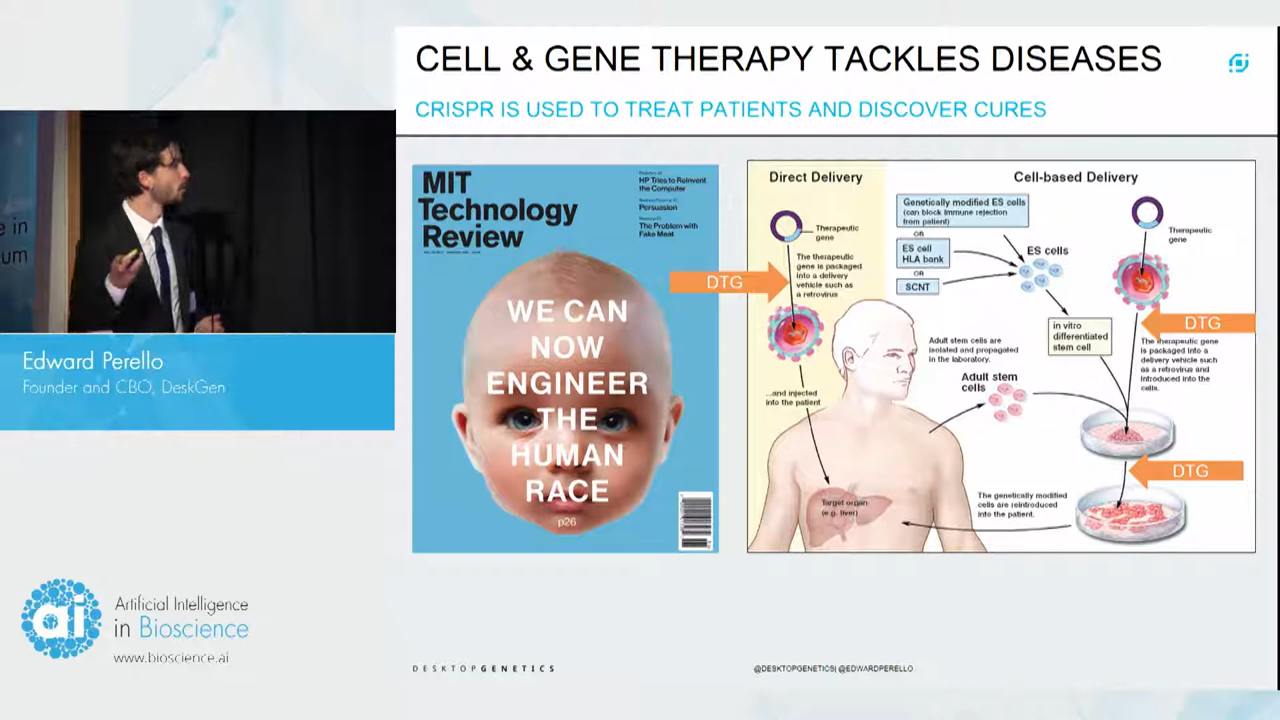 CELL & GENE THERAPY TACKLES DISEASES
CRISPR IS USED TO TREAT PATIENTS AND DISCOVER CURES
e in
um
Edward Perello
Founder and CBO, DeskGen
ai
Artificial Intelligence
in Bioscience
www.bioscience.ai
MIT
Technology
Review
HP Tries to Reinvent
the Computer
Persuasion
The Problem with
Fake Meat
WE CAN
NOW
ENGINEER
THE
HUMAN
RACE
p26
DTG
Direct Delivery
Therapeutic
gene
The therapeutic
gene is packaged
into a delivery
vehicle such as
a retrovirus
...and injected
into the patient
Target organ
(e.g. liver)
Cell-based Delivery
Genetically modified ES cells
(can block immune rejection
from patient)
OR
ES cell
HLA bank
OR
SCNT
ES cells
Therapeutic
gene
in vitro
differentiated
stem cell
DTG
The therapeutic gene
is packaged into a
delivery vehicle such
as a retrovirus and
introduced into the
cells.
Adult stem cells are
isolated and propagated
in the laboratory.
Adult stem
cells
DTG
The genetically modified
cells are reintroduced
into the patient.
DESKTOPGENETICS
@DESKTOPGENETICS| @EDWARDPERELLO